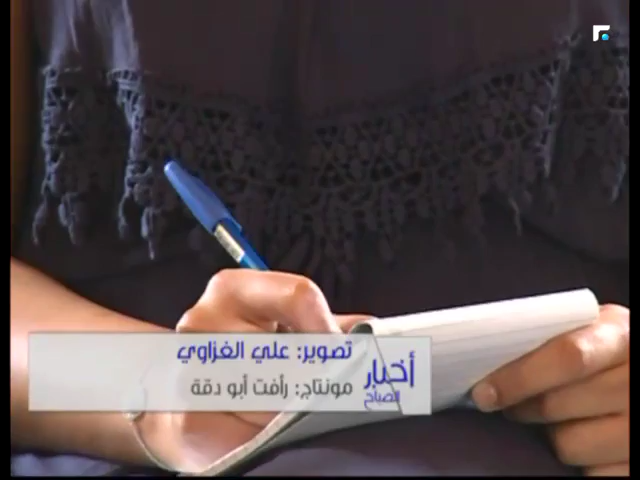 تصوير: علي الغزاوي
مونتاج: رأفت أبو دقة
أخبار
الصباح